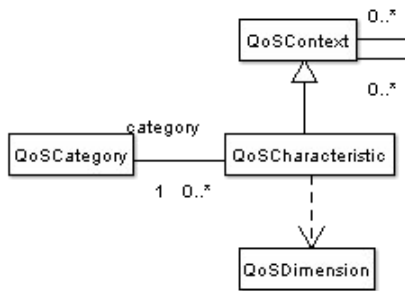 0..*
QoSContext
0..*
category
QoSCategory
QoSCharacteristic
1 0..*
QoSDimension